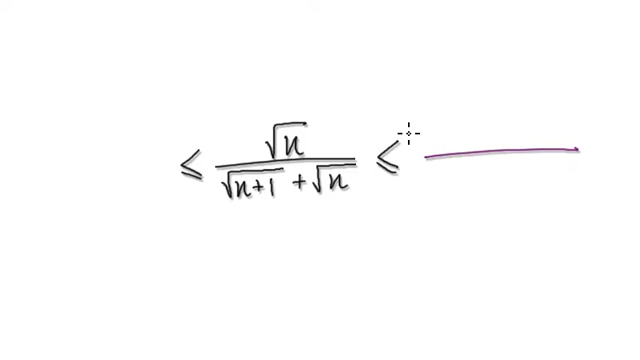 ≤ √n / (√n+1 + √n) ≤